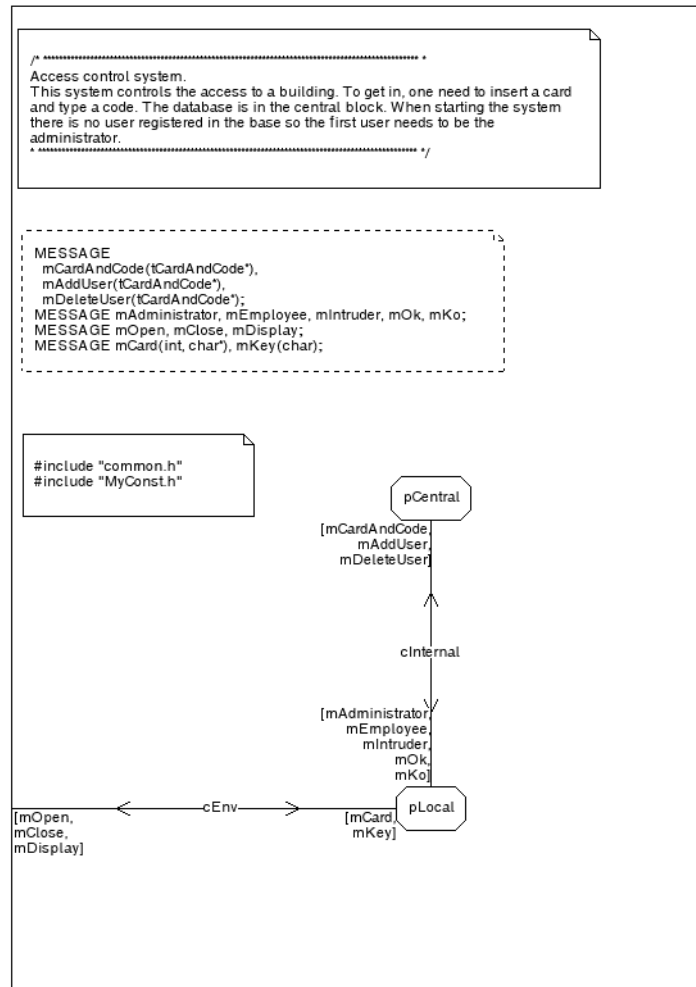 /* ******************************************************************************************** *
Access control system.
This system controls the access to a building. To get in, one need to insert a card
and type a code. The database is in the central block. When starting the system
there is no user registered in the base so the first user needs to be the
administrator.
* ******************************************************************************************** */
MESSAGE
mCardAndCode(tCardAndCode*),
mAddUser(tCardAndCode*),
mDeleteUser(tCardAndCode*);
MESSAGE mAdministrator, mEmployee, mIntruder, mOk, mKo;
MESSAGE mOpen, mClose, mDisplay;
MESSAGE mCard(int, char*), mKey(char);
#include "common.h"
#include "MyConst.h"
pCentral
[mCardAndCode,
mAddUser,
mDeleteUser]
cInternal
[mAdministrator,
mEmployee,
mIntruder,
mOk,
mKo]
cEnv
pLocal
[mOpen,
mClose,
mDisplay]
[mCard,
mKey]